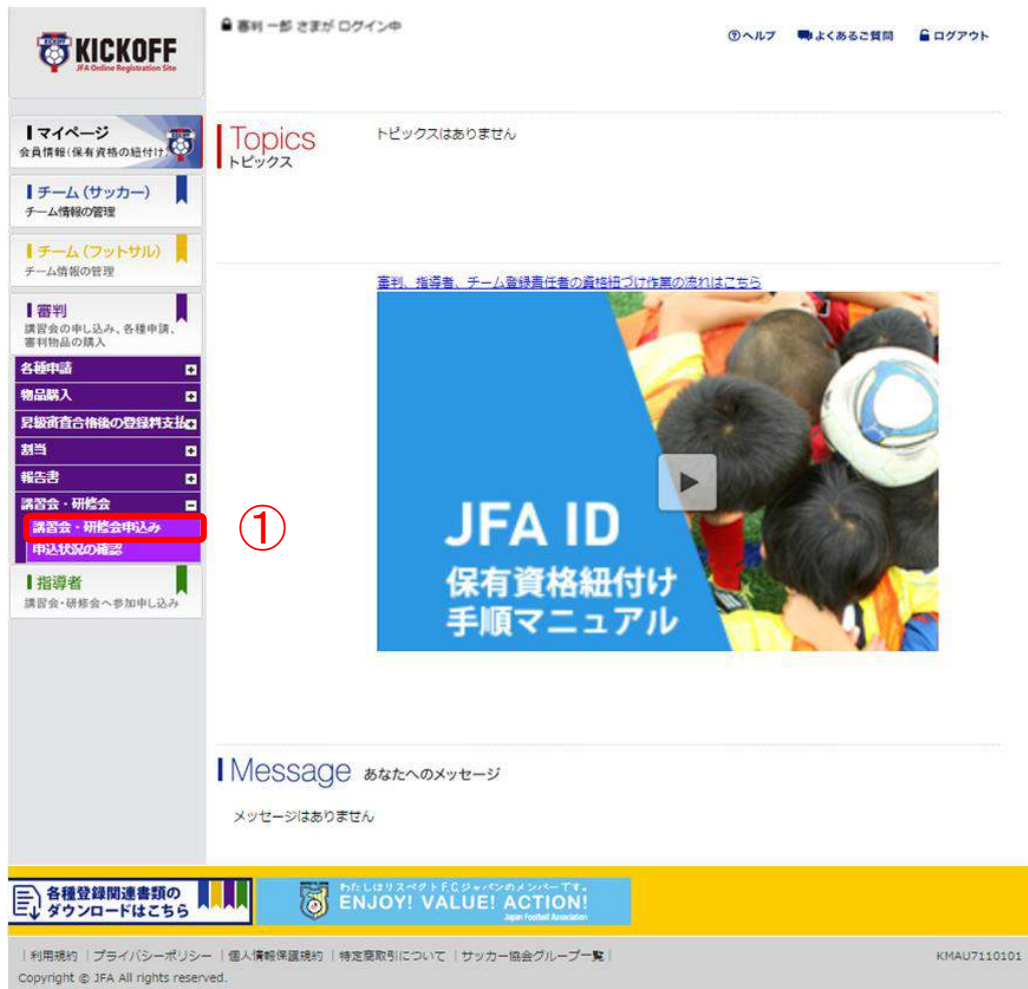 KICKOFF
JFA Online Registration Site
審判 一郎 さまが ログイン中
ヘルプ
よくあるご質問
ログアウト
マイページ
会員情報(保有資格の紐付け)
チーム (サッカー)
チーム情報の管理
チーム (フットサル)
チーム情報の管理
審判
講習会の申し込み、各種申請、
審判物品の購入
各種申請
物品購入
昇級審査合格後の登録料支払
割当
報告書
講習会・研修会
講習会・研修会申込み
申込状況の確認
指導者
講習会・研修会へ参加申し込み
①
Topics
トピックス
トピックスはありません
審判、指導者、チーム登録責任者の資格紐づけ作業の流れはこちら
JFA ID
保有資格紐付け
手順マニュアル
Message あなたへのメッセージ
メッセージはありません
各種登録関連書類の
ダウンロードはこちら
わたしはリスペクトF.C.ジャパンのメンバーです。
ENJOY! VALUE! ACTION!
Japan Football Association
|利用規約 |プライバシーポリシー |個人情報保護規約 |特定商取引について |サッカー協会グループ一覧|
KMAU7110101
Copyright © JFA All rights reserved.